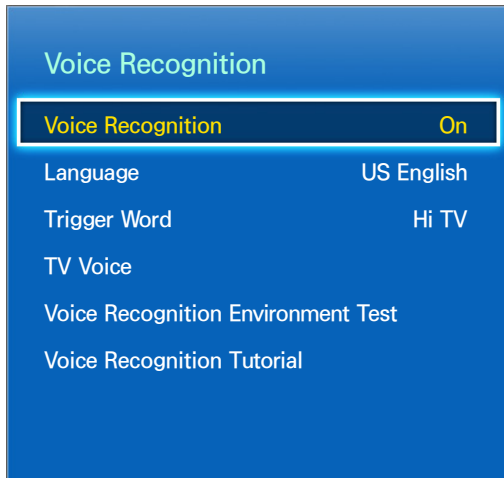 Voice Recognition
Voice Recognition On
Language US English
Trigger Word Hi TV
TV Voice
Voice Recognition Environment Test
Voice Recognition Tutorial